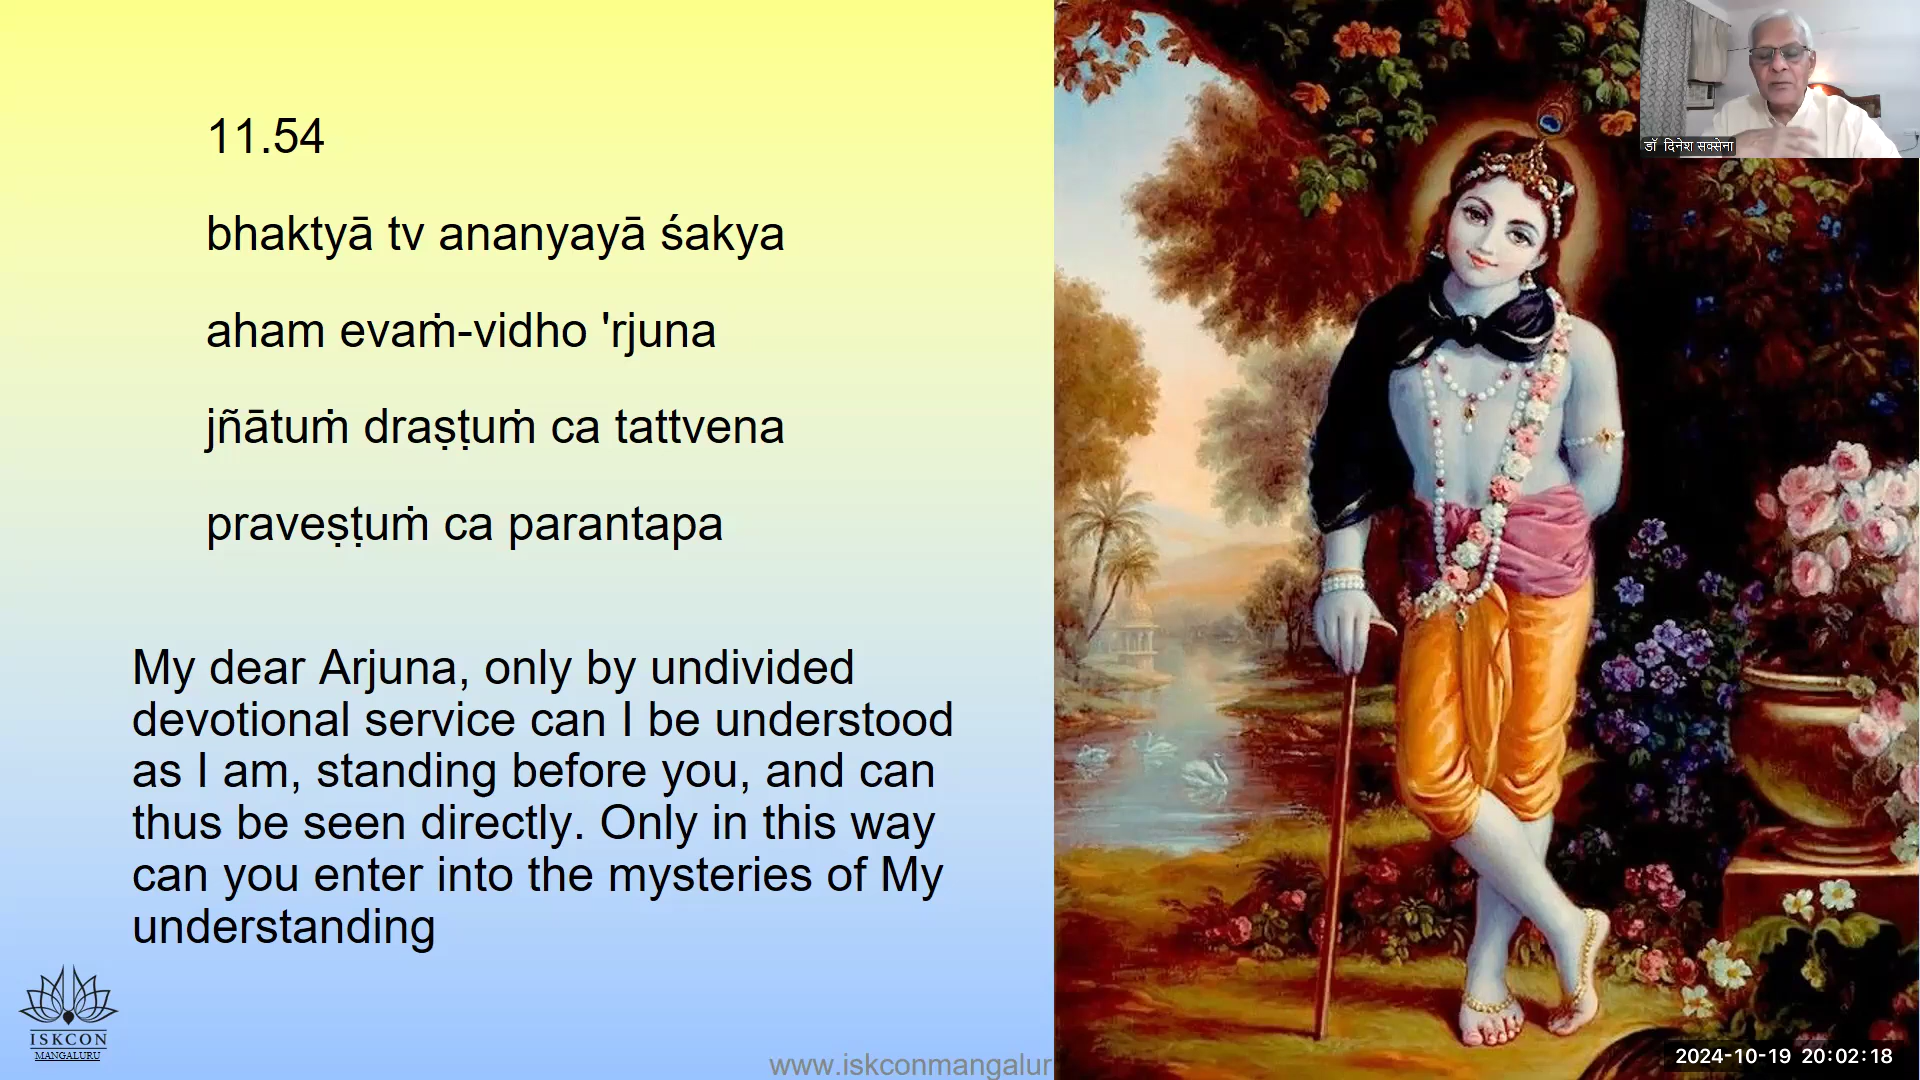 11.54
bhaktyā tv ananyayā śakya
aham evaṁ-vidho 'rjuna
jñātuṁ draṣṭuṁ ca tattvena
praveṣṭuṁ ca parantapa
My dear Arjuna, only by undivided
devotional service can I be understood
as I am, standing before you, and can
thus be seen directly. Only in this way
can you enter into the mysteries of My
understanding
ISKCON
MANGALURU
www.iskconmangalur
डॉ दिनेश सक्सेना
2024-10-19 20:02:18